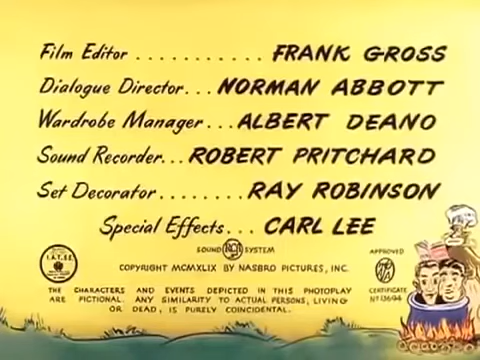 Film Editor ........... FRANK GROSS
Dialogue Director... NORMAN ABBOTT
Wardrobe Manager... ALBERT DEANO
Sound Recorder... ROBERT PRITCHARD
Set Decorator........ RAY ROBINSON
Special Effects... CARL LEE
SOUND RCA SYSTEM
COPYRIGHT MCMXLIX BY NASBRO PICTURES, INC.
I.A.T.S.E.
APPROVED
CERTIFICATE
THE CHARACTERS AND EVENTS DEPICTED IN THIS PHOTOPLAY
ARE FICTIONAL. ANY SIMILARITY TO ACTUAL PERSONS, LIVING
OR DEAD, IS PURELY COINCIDENTAL.